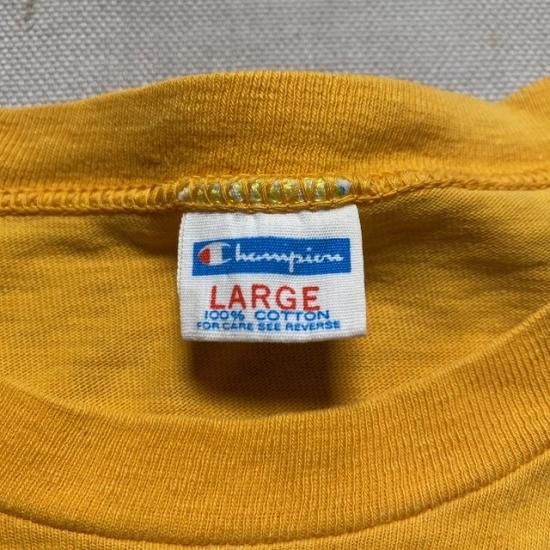 Champion
LARGE
100% COTTON
FOR CARE SEE REVERSE